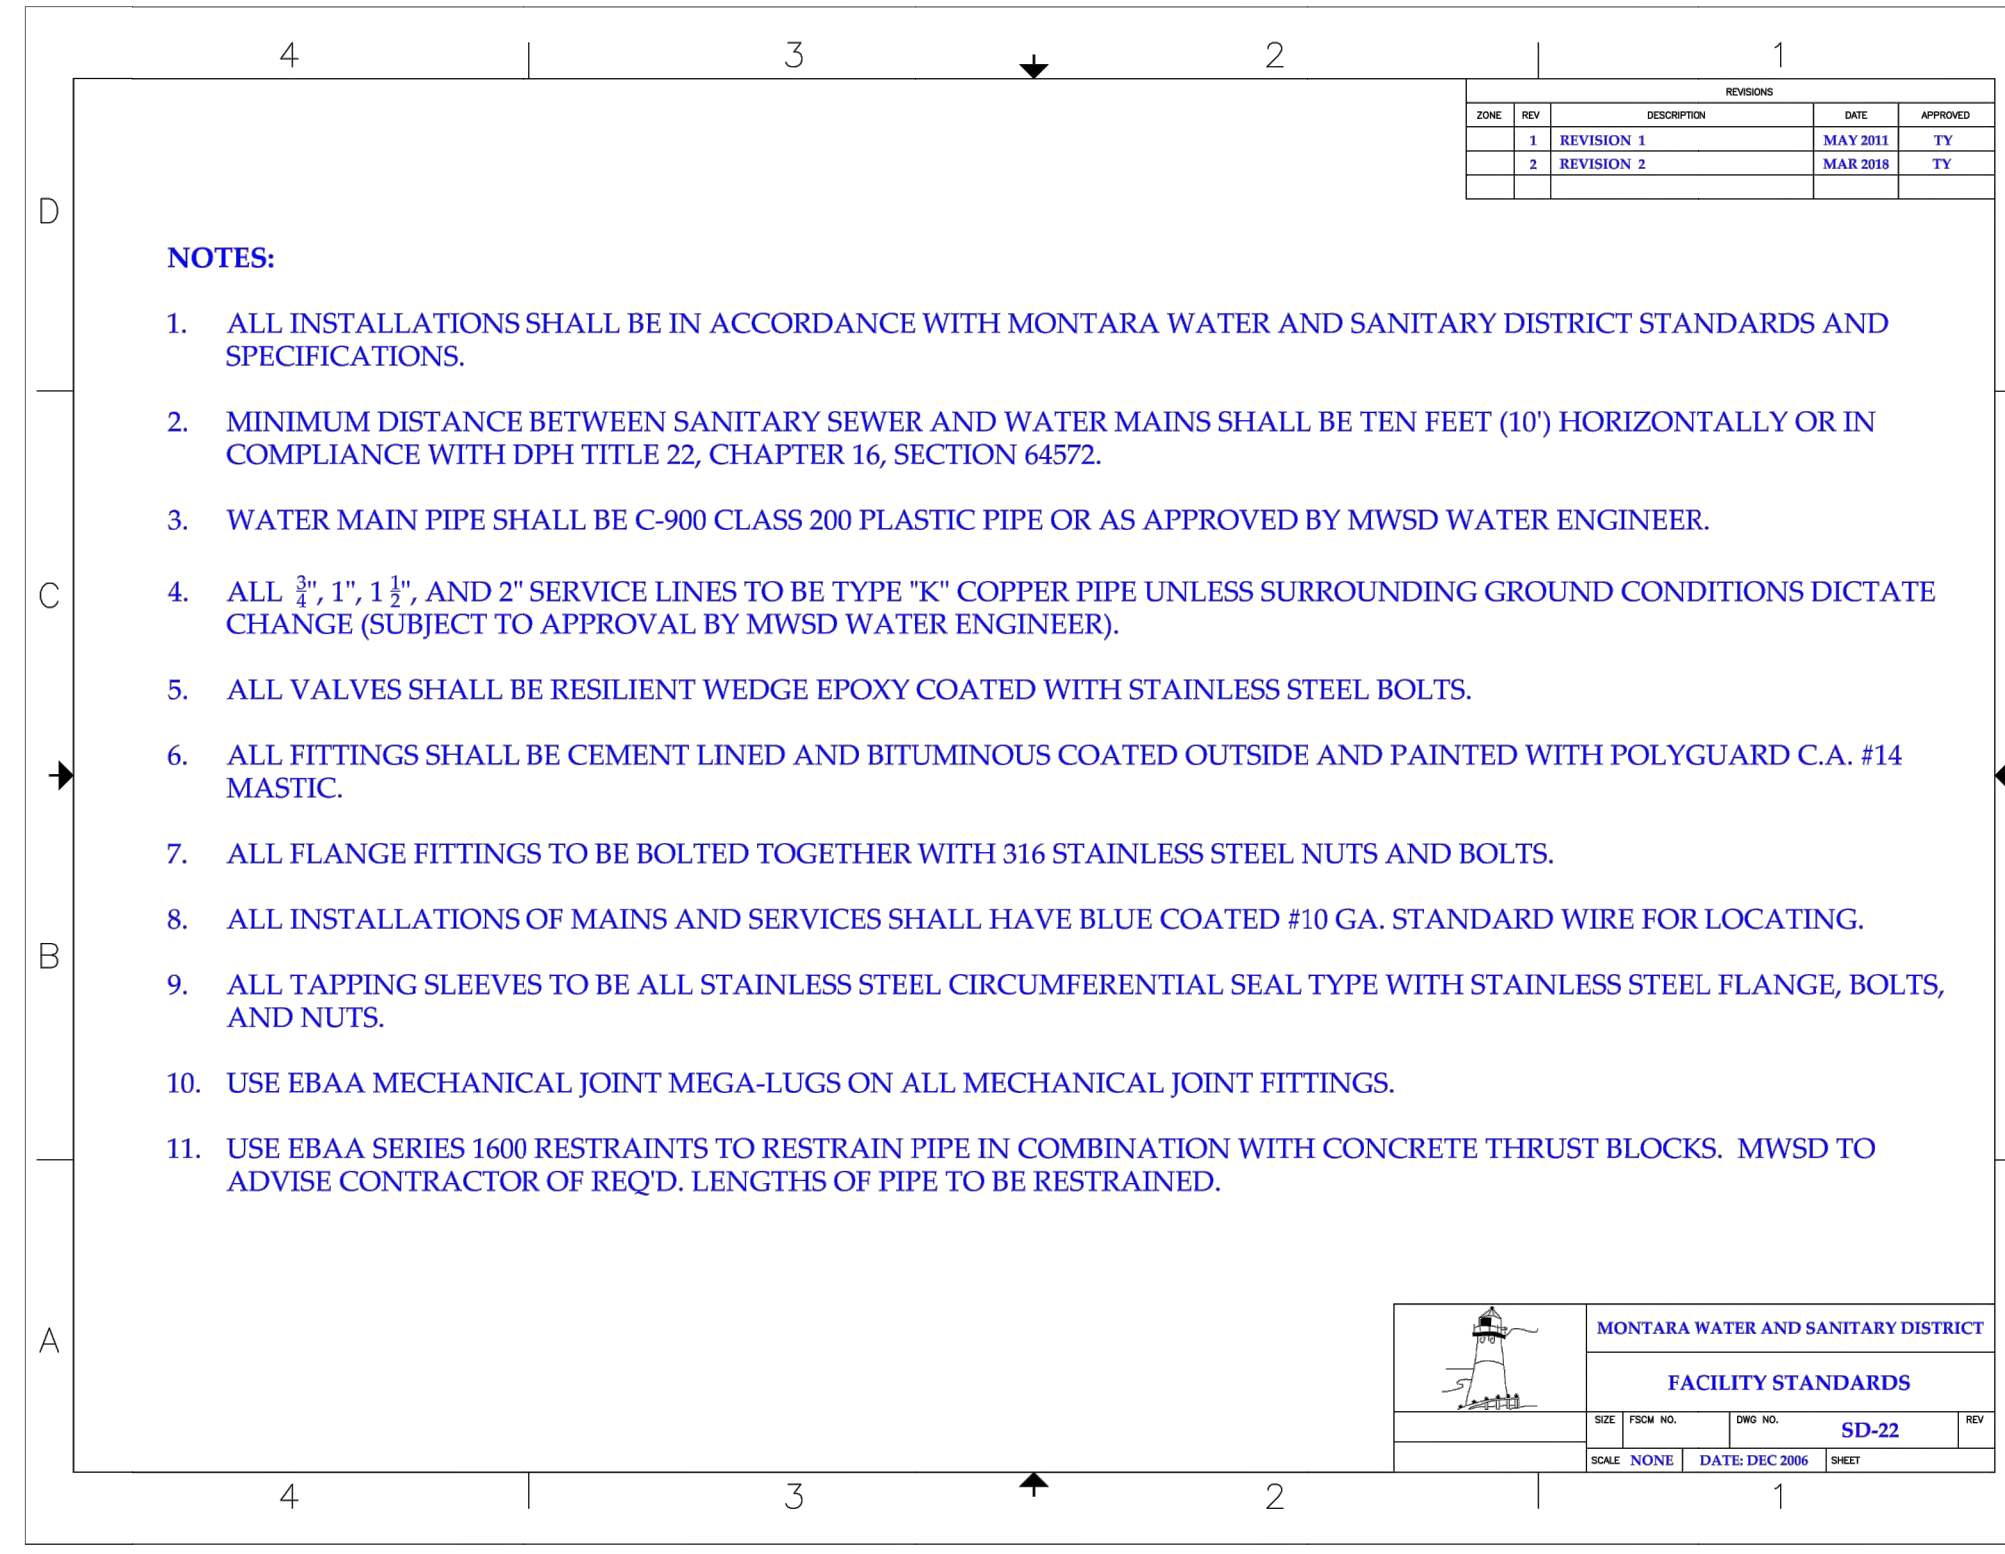 4 3 2 1
REVISIONS
ZONE REV DESCRIPTION DATE APPROVED
1 REVISION 1 MAY 2011 TY
2 REVISION 2 MAR 2018 TY
D
NOTES:
1. ALL INSTALLATIONS SHALL BE IN ACCORDANCE WITH MONTARA WATER AND SANITARY DISTRICT STANDARDS AND
SPECIFICATIONS.
2. MINIMUM DISTANCE BETWEEN SANITARY SEWER AND WATER MAINS SHALL BE TEN FEET (10') HORIZONTALLY OR IN
COMPLIANCE WITH DPH TITLE 22, CHAPTER 16, SECTION 64572.
3. WATER MAIN PIPE SHALL BE C-900 CLASS 200 PLASTIC PIPE OR AS APPROVED BY MWSD WATER ENGINEER.
C
4. ALL 3/4", 1", 1 1/2", AND 2" SERVICE LINES TO BE TYPE "K" COPPER PIPE UNLESS SURROUNDING GROUND CONDITIONS DICTATE
CHANGE (SUBJECT TO APPROVAL BY MWSD WATER ENGINEER).
5. ALL VALVES SHALL BE RESILIENT WEDGE EPOXY COATED WITH STAINLESS STEEL BOLTS.
6. ALL FITTINGS SHALL BE CEMENT LINED AND BITUMINOUS COATED OUTSIDE AND PAINTED WITH POLYGUARD C.A. #14
MASTIC.
7. ALL FLANGE FITTINGS TO BE BOLTED TOGETHER WITH 316 STAINLESS STEEL NUTS AND BOLTS.
8. ALL INSTALLATIONS OF MAINS AND SERVICES SHALL HAVE BLUE COATED #10 GA. STANDARD WIRE FOR LOCATING.
B
9. ALL TAPPING SLEEVES TO BE ALL STAINLESS STEEL CIRCUMFERENTIAL SEAL TYPE WITH STAINLESS STEEL FLANGE, BOLTS,
AND NUTS.
10. USE EBAA MECHANICAL JOINT MEGA-LUGS ON ALL MECHANICAL JOINT FITTINGS.
11. USE EBAA SERIES 1600 RESTRAINTS TO RESTRAIN PIPE IN COMBINATION WITH CONCRETE THRUST BLOCKS. MWSD TO
ADVISE CONTRACTOR OF REQ'D. LENGTHS OF PIPE TO BE RESTRAINED.
A
MONTARA WATER AND SANITARY DISTRICT
FACILITY STANDARDS
SIZE FSCM NO. DWG NO. SD-22 REV
SCALE NONE DATE: DEC 2006 SHEET
4 3 2 1